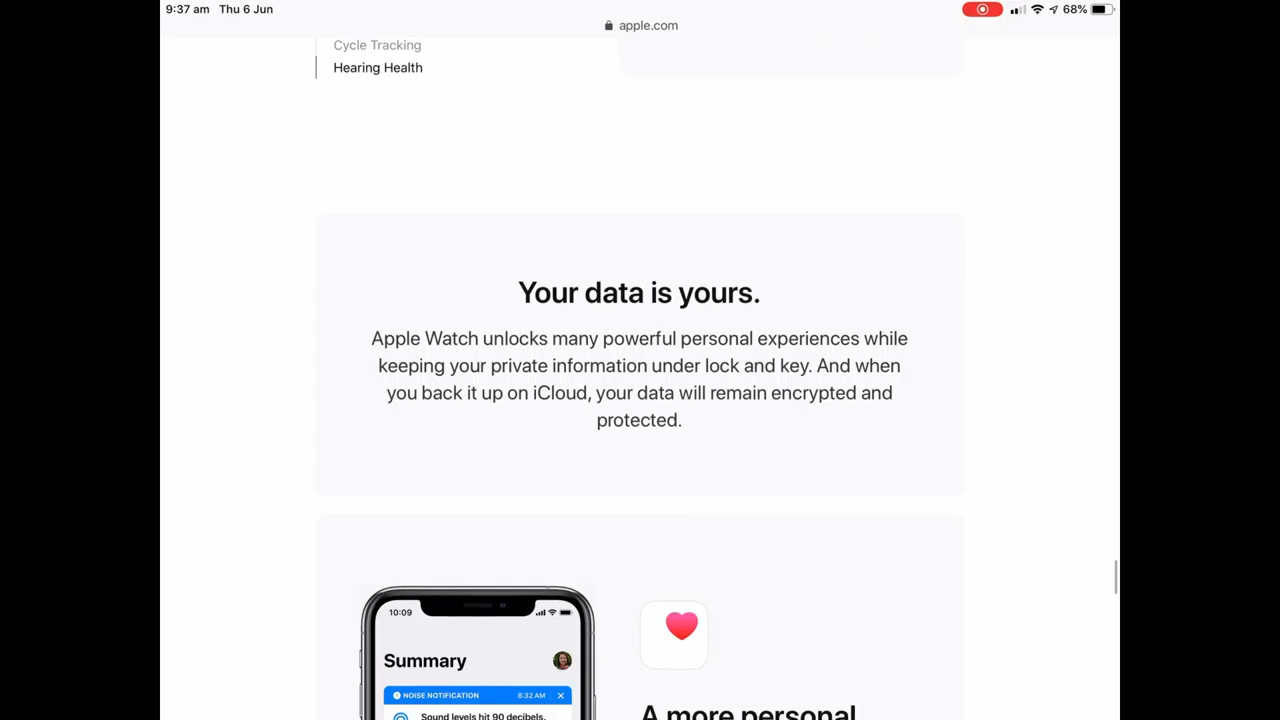 9:37 am Thu 6 Jun
68%
apple.com
Cycle Tracking
Hearing Health
Your data is yours.
Apple Watch unlocks many powerful personal experiences while
keeping your private information under lock and key. And when
you back it up on iCloud, your data will remain encrypted and
protected.
10:09
Summary
NOISE NOTIFICATION 8:32 AM
Sound levels hit 90 decibels.
A more personal